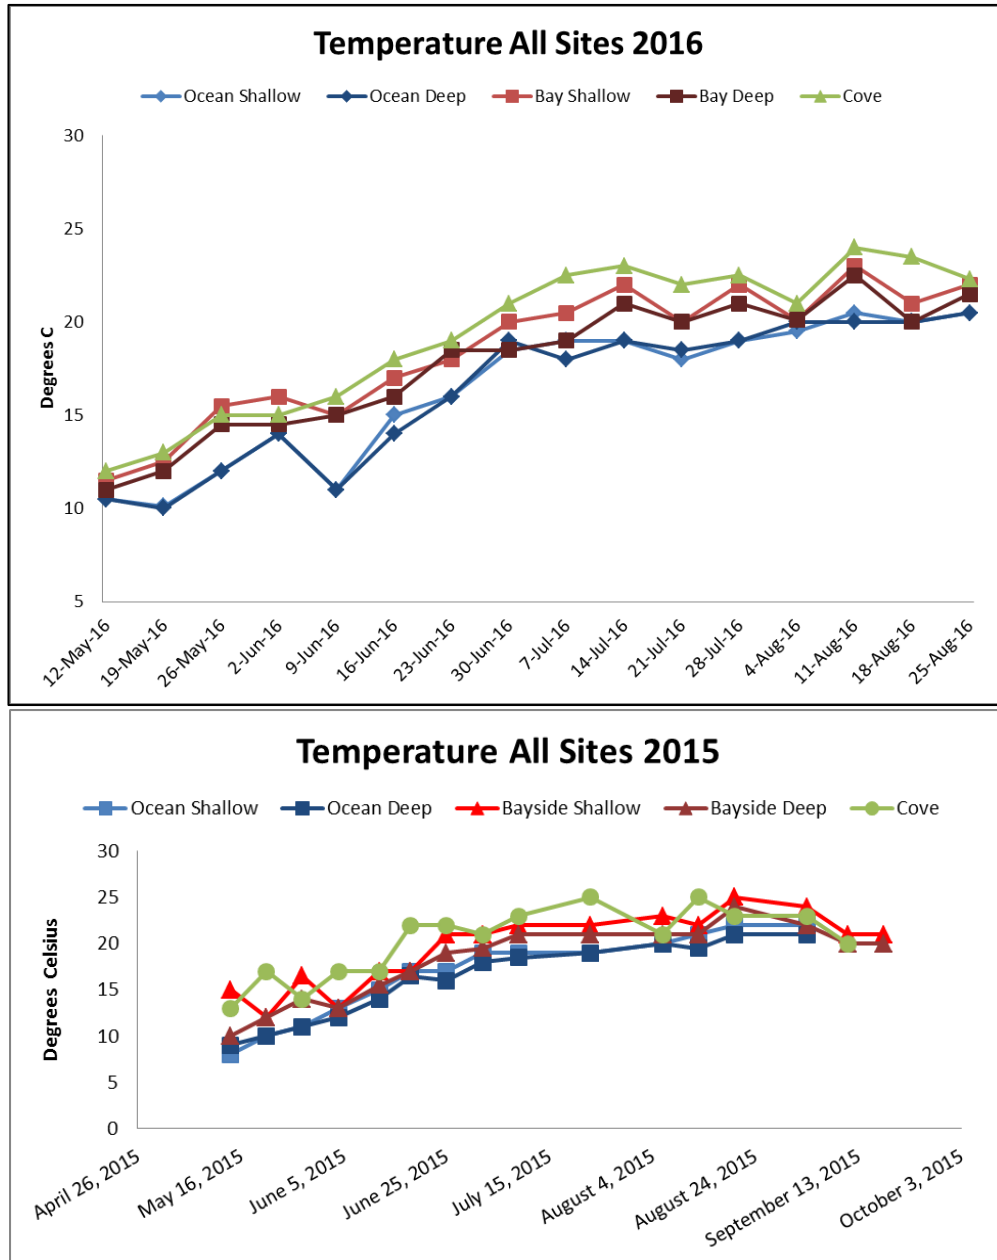 Temperature All Sites 2016
Ocean Shallow Ocean Deep Bay Shallow Bay Deep Cove
30
25
20
15
10
5
Degrees C
12-May-16 19-May-16 26-May-16 2-Jun-16 9-Jun-16 16-Jun-16 23-Jun-16 30-Jun-16 7-Jul-16 14-Jul-16 21-Jul-16 28-Jul-16 4-Aug-16 11-Aug-16 18-Aug-16 25-Aug-16
Temperature All Sites 2015
Ocean Shallow Ocean Deep Bayside Shallow Bayside Deep Cove
30
25
20
15
10
5
0
Degrees Celsius
April 26, 2015 May 16, 2015 June 5, 2015 June 25, 2015 July 15, 2015 August 4, 2015 August 24, 2015 September 13, 2015 October 3, 2015